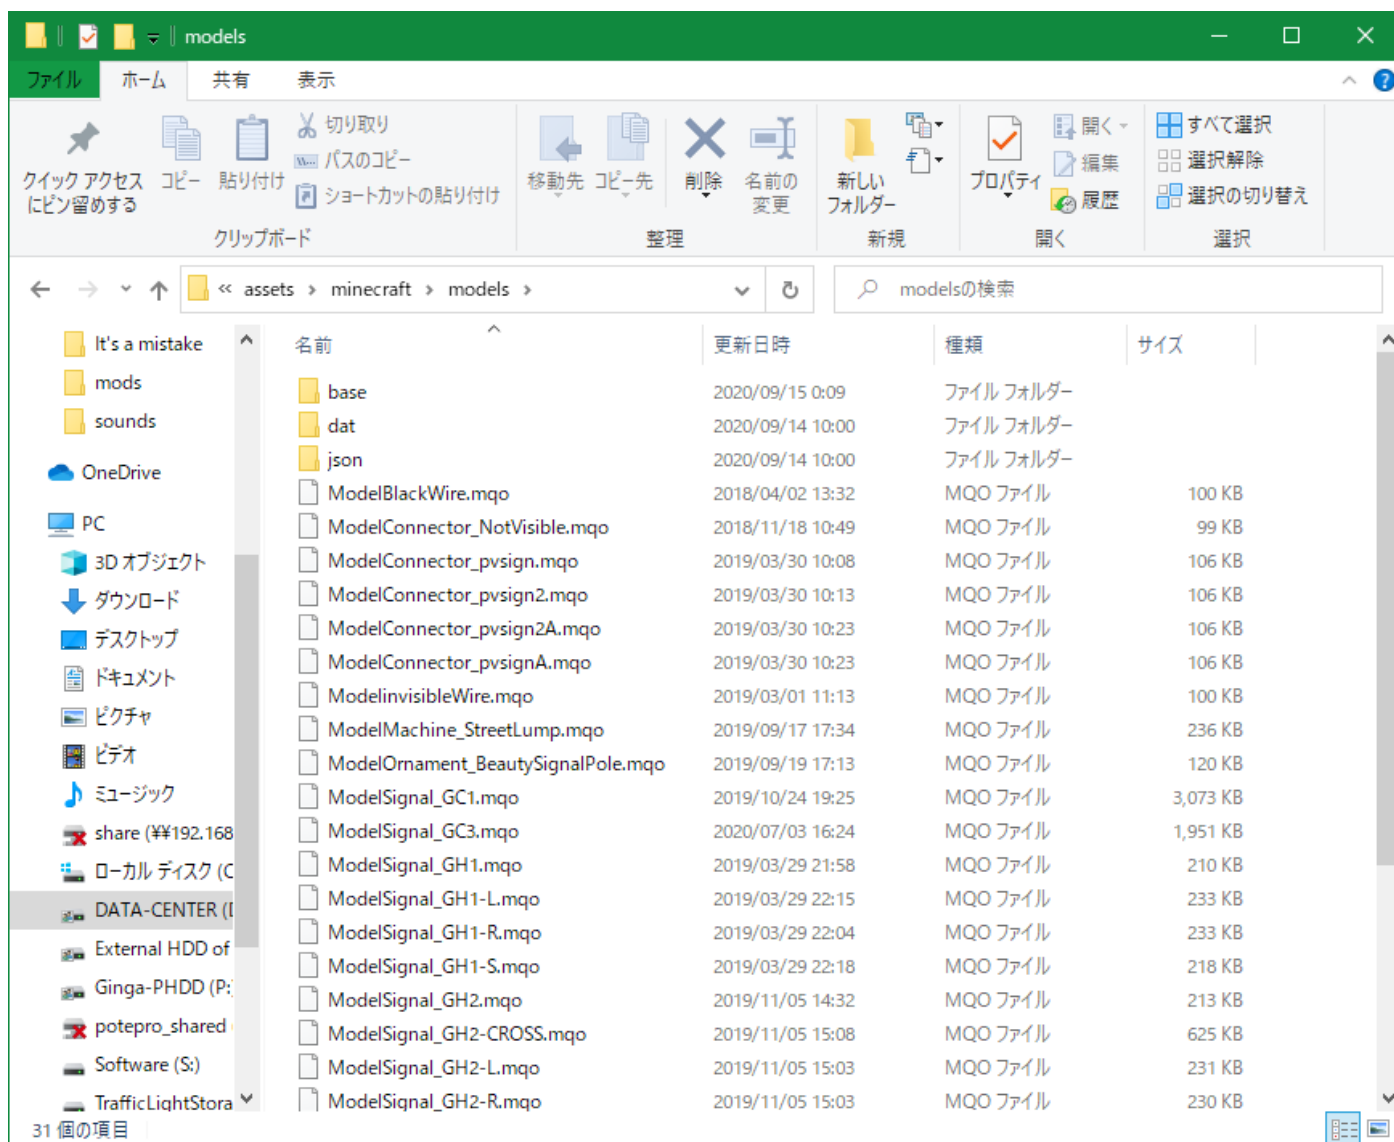 models
ファイル ホーム 共有 表示
クイック アクセス
にピン留めする
コピー
貼り付け
切り取り
パスのコピー
ショートカットの貼り付け
クリップボード
移動先
コピー先
削除
名前の
変更
整理
新しい
フォルダー
新規
プロパティ
開く
編集
履歴
開く
すべて選択
選択解除
選択の切り替え
選択
« assets › minecraft › models ›
modelsの検索
It's a mistake
mods
sounds
OneDrive
PC
3D オブジェクト
ダウンロード
デスクトップ
ドキュメント
ピクチャ
ビデオ
ミュージック
share (¥¥192.168
ローカル ディスク (C
DATA-CENTER (
External HDD of
Ginga-PHDD (P:
potepro_shared
Software (S:)
TrafficLightStora
名前 更新日時 種類 サイズ
base 2020/09/15 0:09 ファイル フォルダー
dat 2020/09/14 10:00 ファイル フォルダー
json 2020/09/14 10:00 ファイル フォルダー
ModelBlackWire.mqo 2018/04/02 13:32 MQO ファイル 100 KB
ModelConnector_NotVisible.mqo 2018/11/18 10:49 MQO ファイル 99 KB
ModelConnector_pvsign.mqo 2019/03/30 10:08 MQO ファイル 106 KB
ModelConnector_pvsign2.mqo 2019/03/30 10:13 MQO ファイル 106 KB
ModelConnector_pvsign2A.mqo 2019/03/30 10:23 MQO ファイル 106 KB
ModelConnector_pvsignA.mqo 2019/03/30 10:23 MQO ファイル 106 KB
ModelinvisibleWire.mqo 2019/03/01 11:13 MQO ファイル 100 KB
ModelMachine_StreetLump.mqo 2019/09/17 17:34 MQO ファイル 236 KB
ModelOrnament_BeautySignalPole.mqo 2019/09/19 17:13 MQO ファイル 120 KB
ModelSignal_GC1.mqo 2019/10/24 19:25 MQO ファイル 3,073 KB
ModelSignal_GC3.mqo 2020/07/03 16:24 MQO ファイル 1,951 KB
ModelSignal_GH1.mqo 2019/03/29 21:58 MQO ファイル 210 KB
ModelSignal_GH1-L.mqo 2019/03/29 22:15 MQO ファイル 233 KB
ModelSignal_GH1-R.mqo 2019/03/29 22:04 MQO ファイル 233 KB
ModelSignal_GH1-S.mqo 2019/03/29 22:18 MQO ファイル 218 KB
ModelSignal_GH2.mqo 2019/11/05 14:32 MQO ファイル 213 KB
ModelSignal_GH2-CROSS.mqo 2019/11/05 15:08 MQO ファイル 625 KB
ModelSignal_GH2-L.mqo 2019/11/05 15:03 MQO ファイル 231 KB
ModelSignal_GH2-R.mqo 2019/11/05 15:03 MQO ファイル 230 KB
31 個の項目